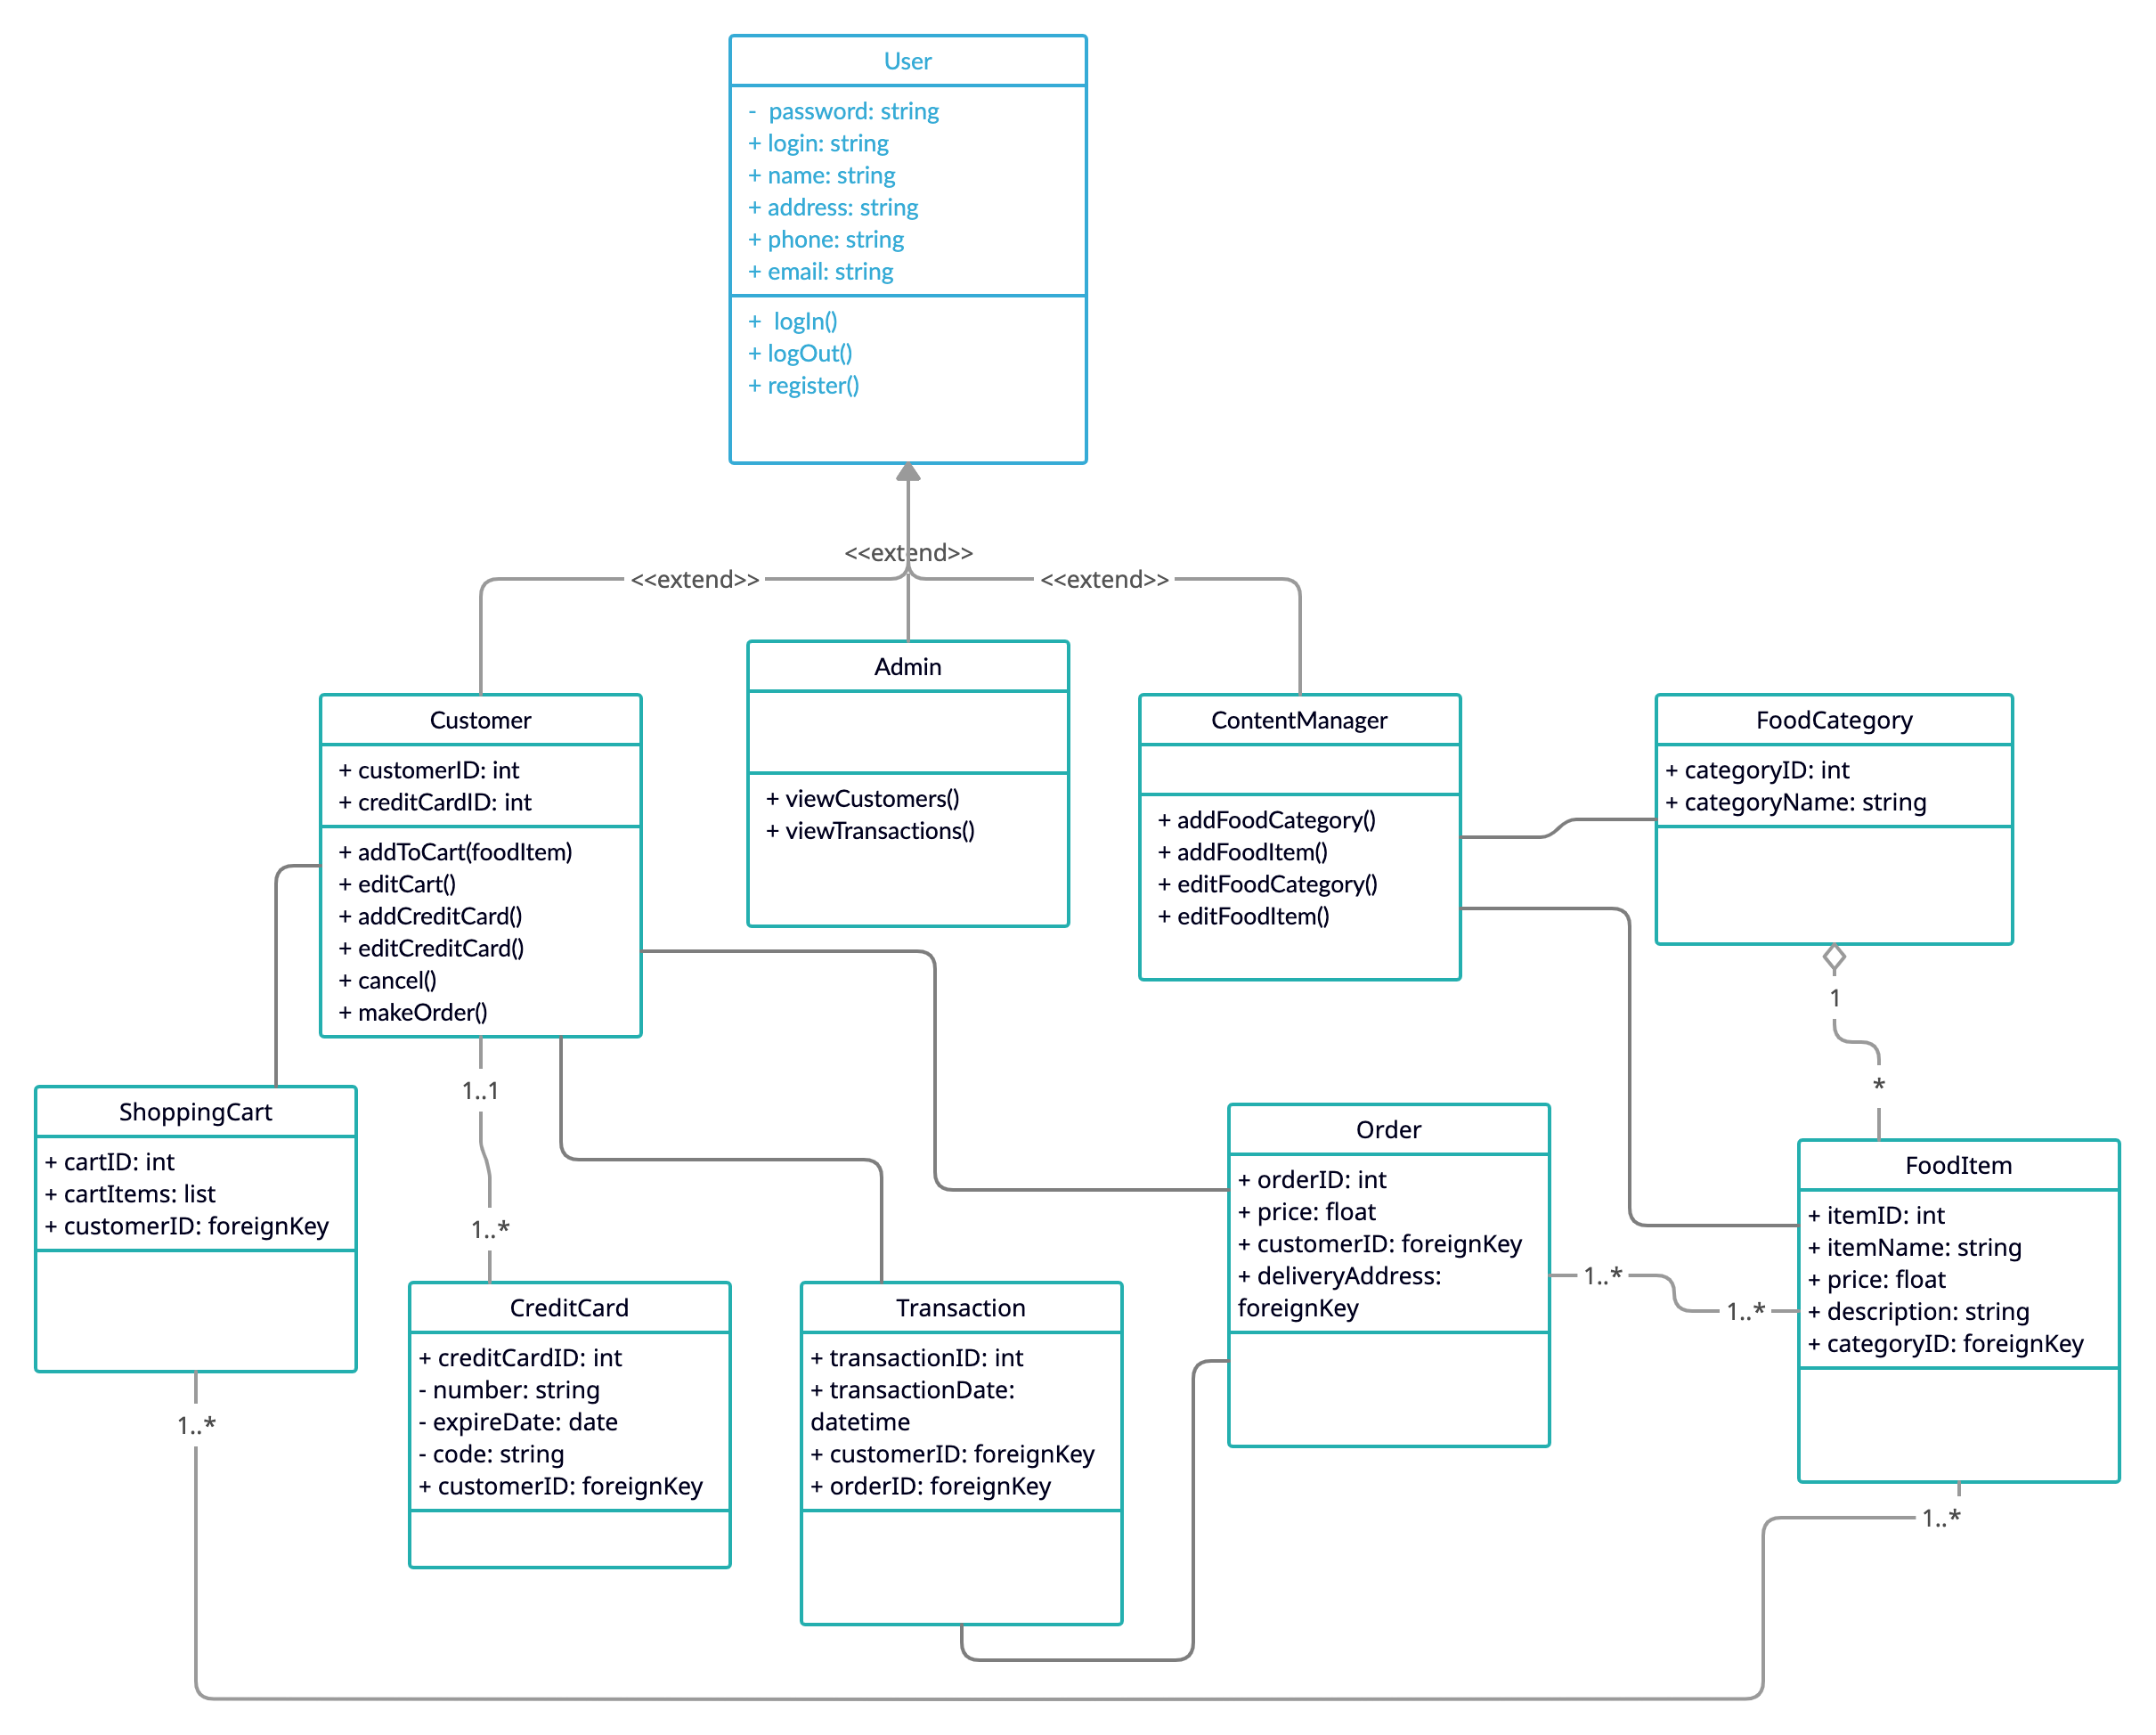 User
- password: string
+ login: string
+ name: string
+ address: string
+ phone: string
+ email: string
+ logIn()
+ logOut()
+ register()
<<extend>>
<<extend>>
<<extend>>
Admin
+ viewCustomers()
+ viewTransactions()
Customer
+ customerID: int
+ creditCardID: int
+ addToCart(foodItem)
+ editCart()
+ addCreditCard()
+ editCreditCard()
+ cancel()
+ makeOrder()
ContentManager
+ addFoodCategory()
+ addFoodItem()
+ editFoodCategory()
+ editFoodItem()
FoodCategory
+ categoryID: int
+ categoryName: string
1
*
1..1
1..*
ShoppingCart
+ cartID: int
+ cartItems: list
+ customerID: foreignKey
1..*
CreditCard
+ creditCardID: int
- number: string
- expireDate: date
- code: string
+ customerID: foreignKey
Transaction
+ transactionID: int
+ transactionDate:
datetime
+ customerID: foreignKey
+ orderID: foreignKey
Order
+ orderID: int
+ price: float
+ customerID: foreignKey
+ deliveryAddress:
foreignKey
1..*
1..*
FoodItem
+ itemID: int
+ itemName: string
+ price: float
+ description: string
+ categoryID: foreignKey
1..*